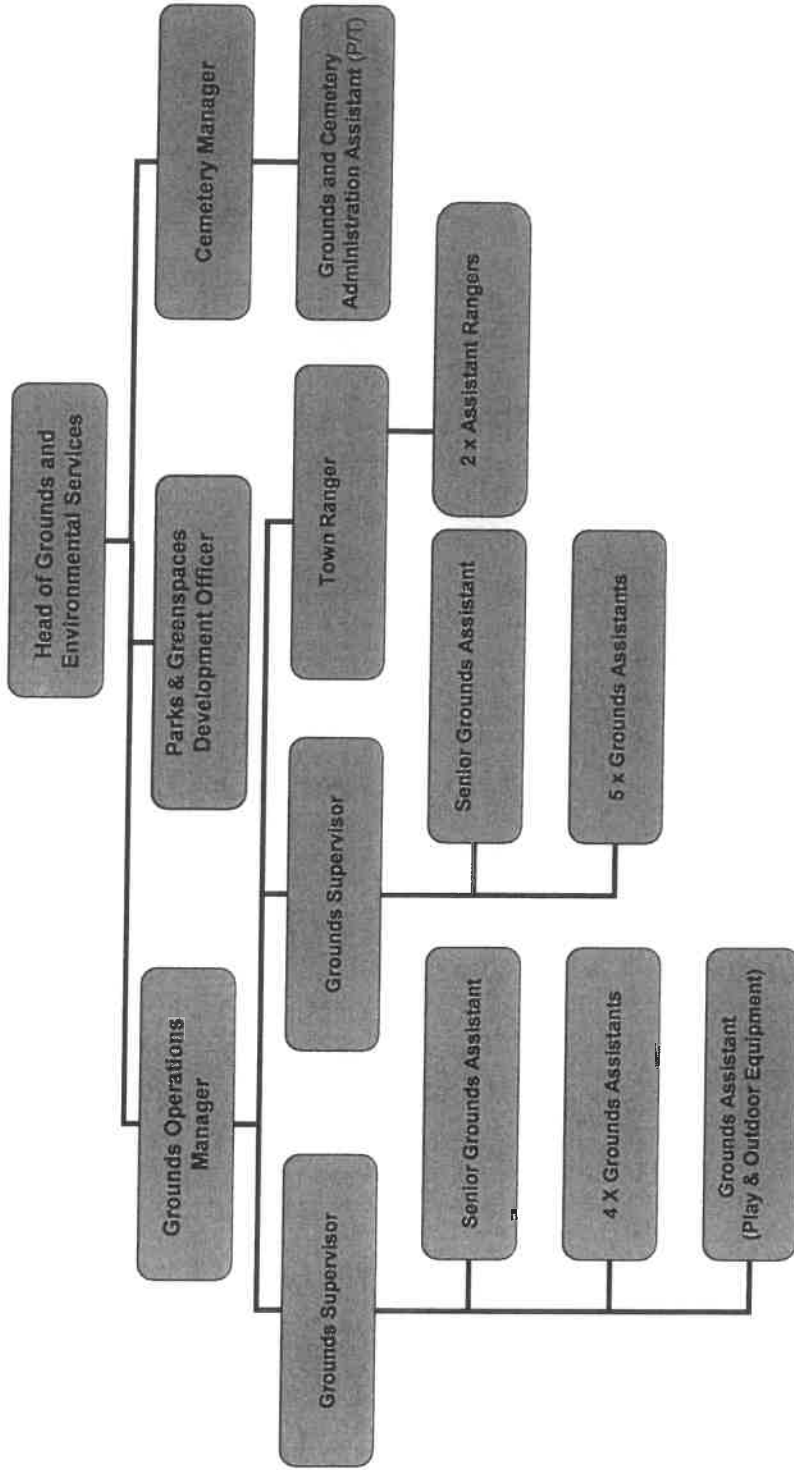 Head of Grounds and
Environmental Services
Grounds Operations
Manager
Parks & Greenspaces
Development Officer
Cemetery Manager
Grounds Supervisor
Grounds Supervisor
Town Ranger
Grounds and Cemetery
Administration Assistant (P/T)
Senior Grounds Assistant
Senior Grounds Assistant
2 x Assistant Rangers
4 X Grounds Assistants
5 x Grounds Assistants
Grounds Assistant
(Play & Outdoor Equipment)